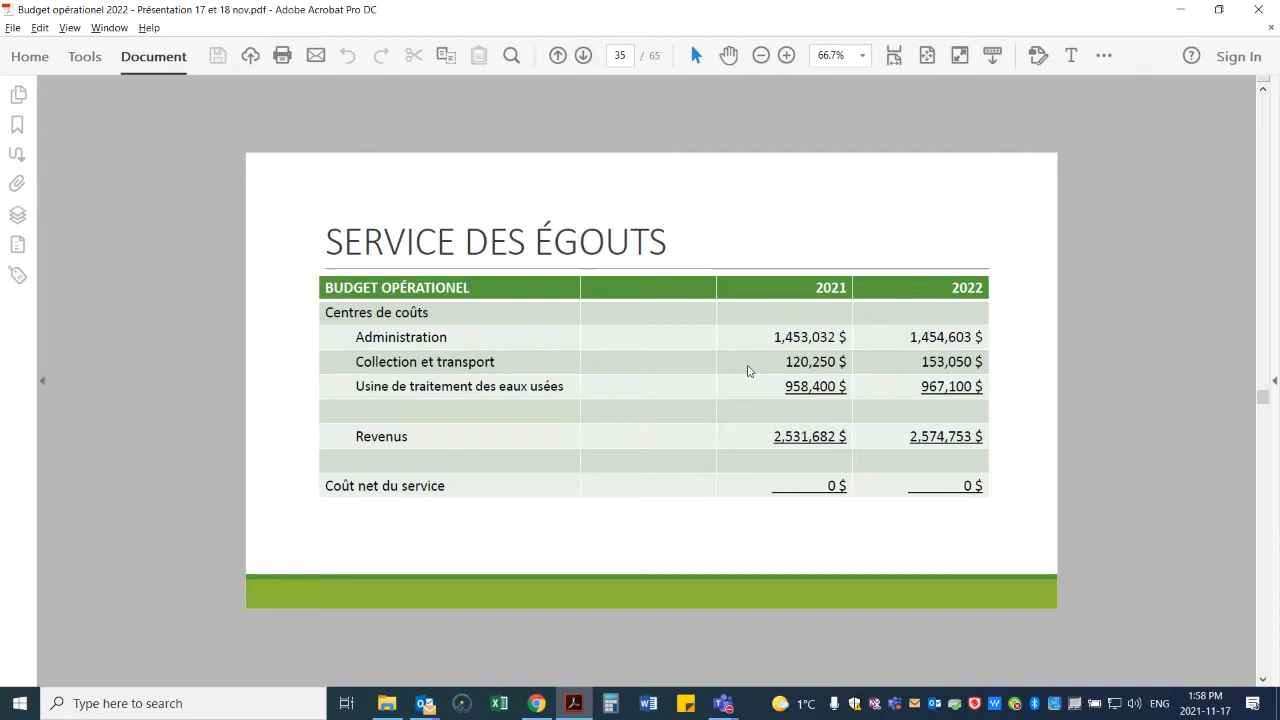 Budget opérationel 2022 - Présentation 17 et 18 nov.pdf - Adobe Acrobat Pro DC
File Edit View Window Help
Home Tools Document 35 / 65 66.7% Sign In
SERVICE DES ÉGOUTS
BUDGET OPÉRATIONEL 2021 2022
Centres de coûts
Administration 1,453,032 $ 1,454,603 $
Collection et transport 120,250 $ 153,050 $
Usine de traitement des eaux usées 958,400 $ 967,100 $
Revenus 2,531,682 $ 2,574,753 $
Coût net du service 0 $ 0 $
Type here to search 1°C ENG 1:58 PM
2021-11-17